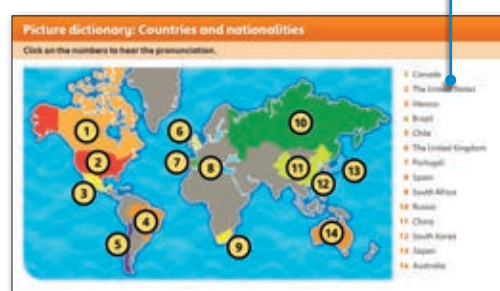 Picture dictionary: Countries and nationalities
Click on the numbers to hear the pronunciation.
1 Canada
2 The United States
3 Mexico
4 Brazil
5 Chile
6 The United Kingdom
7 Portugal
8 Spain
9 South Africa
10 Russia
11 China
12 South Korea
13 Japan
14 Australia
1
2
3
4
5
6
7
8
9
10
11
12
13
14